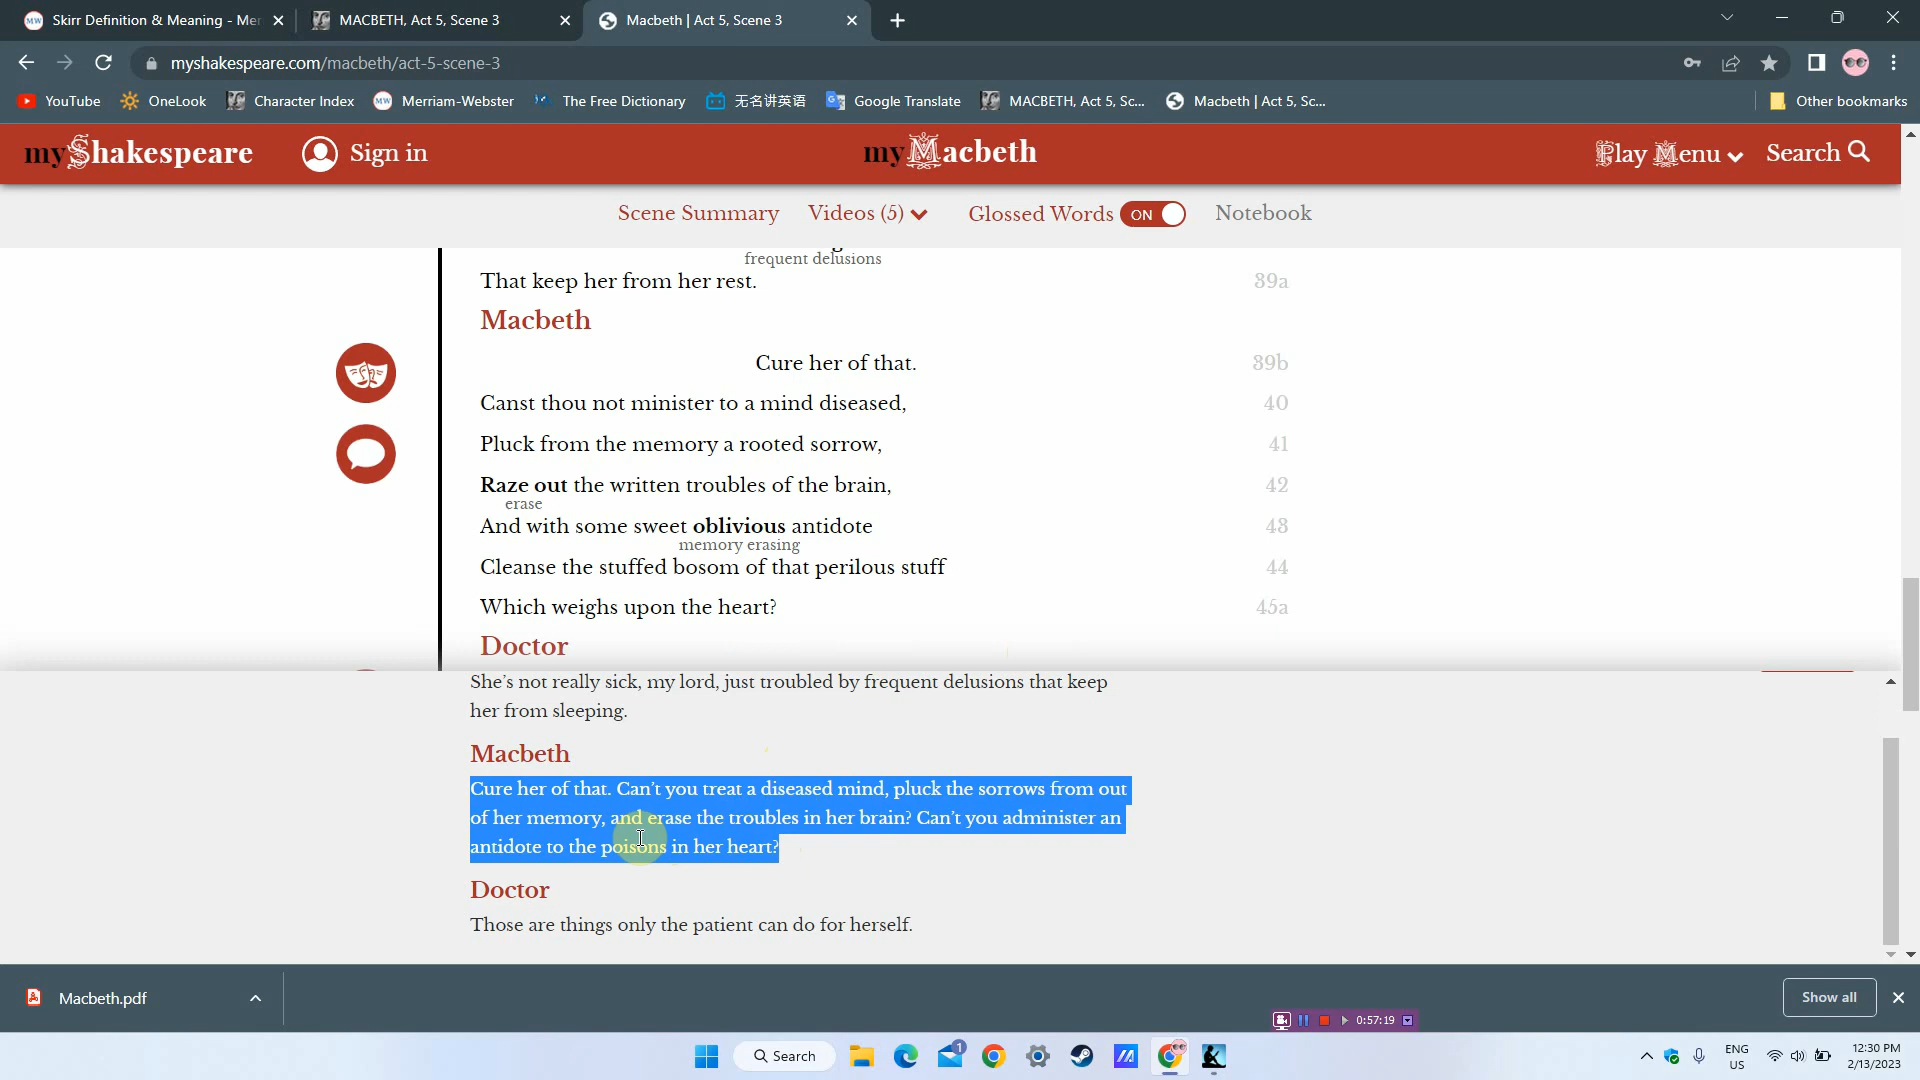 Skirr Definition & Meaning - Mer
MACBETH, Act 5, Scene 3
Macbeth | Act 5, Scene 3
myshakespeare.com/macbeth/act-5-scene-3
YouTube
OneLook
Character Index
Merriam-Webster
The Free Dictionary
无名讲英语
Google Translate
MACBETH, Act 5, Sc...
Macbeth | Act 5, Sc...
Other bookmarks
myShakespeare
Sign in
myMacbeth
Play Menu
Search
Scene Summary
Videos (5)
Glossed Words
ON
Notebook
frequent delusions
That keep her from her rest. 39a
Macbeth
Cure her of that. 39b
Canst thou not minister to a mind diseased, 40
Pluck from the memory a rooted sorrow, 41
Raze out the written troubles of the brain, 42
erase
And with some sweet oblivious antidote 43
memory erasing
Cleanse the stuffed bosom of that perilous stuff 44
Which weighs upon the heart? 45a
Doctor
She's not really sick, my lord, just troubled by frequent delusions that keep
her from sleeping.
Macbeth
Cure her of that. Can't you treat a diseased mind, pluck the sorrows from out
of her memory, and erase the troubles in her brain? Can't you administer an
antidote to the poisons in her heart?
Doctor
Those are things only the patient can do for herself.
Macbeth.pdf
Show all
0:57:19
Search
1
ENG
US
12:30 PM
2/13/2023